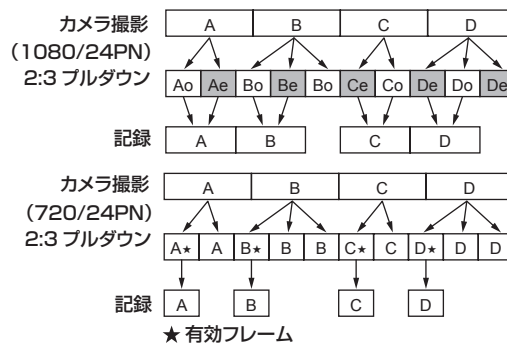 カメラ撮影 A B C D
(1080/24PN)
2:3 プルダウン Ao Ae Bo Be Bo Ce Co De Do De
記録 A B C D
カメラ撮影 A B C D
(720/24PN)
2:3 プルダウン A★ A B★ B B C★ C D★ D D
記録 A B C D
★ 有効フレーム